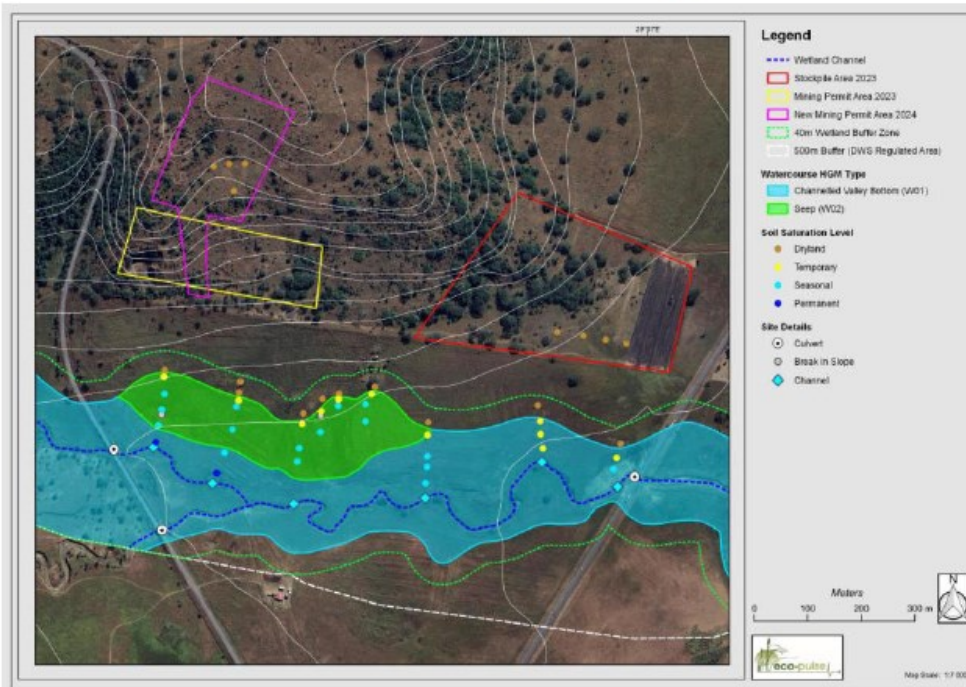 Legend
Wetland Channel
Stockpile Area 2023
Mining Permit Area 2023
New Mining Permit Area 2024
40m Wetland Buffer Zone
500m Buffer (DWS Regulated Area)
Watercourse HGM Type
Channelled Valley Bottom (W01)
Seep (W02)
Soil Saturation Level
Dryland
Temporary
Seasonal
Permanent
Site Details
Culvert
Break in Slope
Channel
N
Meters
0 100 200 300 m
eco-pulse